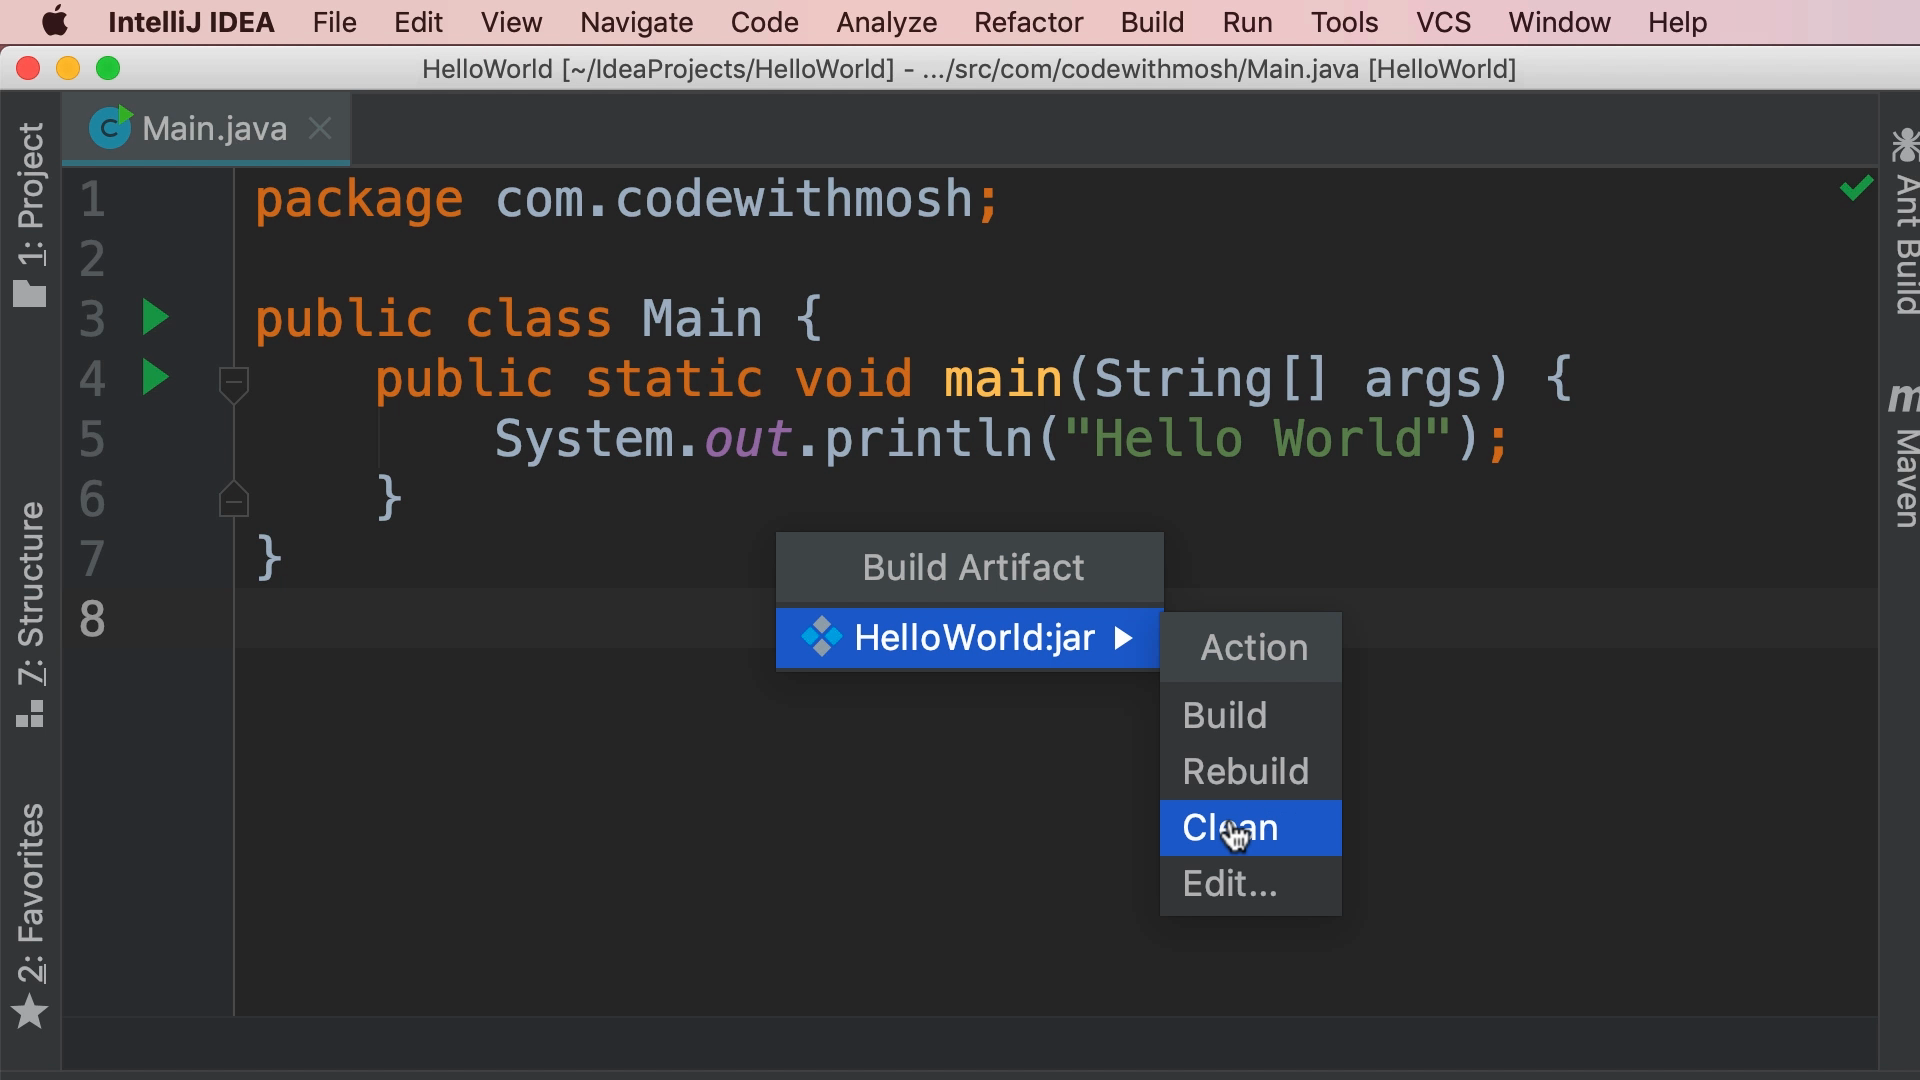 IntelliJ IDEA File Edit View Navigate Code Analyze Refactor Build Run Tools VCS Window Help
HelloWorld [~/IdeaProjects/HelloWorld] - .../src/com/codewithmosh/Main.java [HelloWorld]
Main.java
1: Project
7: Structure
2: Favorites
1 package com.codewithmosh;
2
3 public class Main {
4 public static void main(String[] args) {
5 System.out.println("Hello World");
6 }
7 }
8
Build Artifact
HelloWorld:jar
Action
Build
Rebuild
Clean
Edit...
Ant Build
Maven